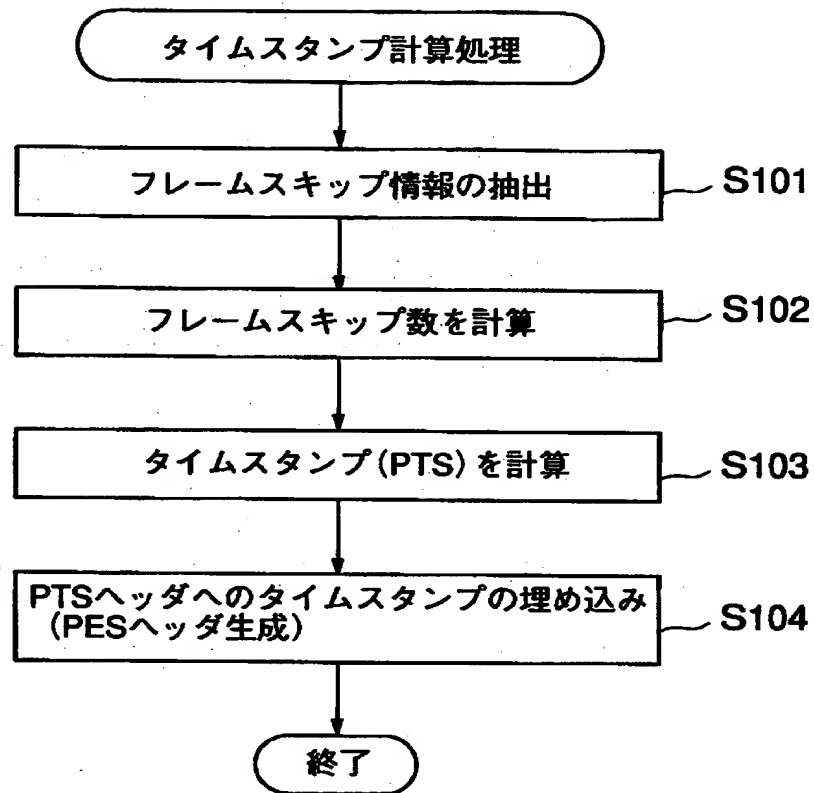 タイムスタンプ計算処理
フレームスキップ情報の抽出
S101
フレームスキップ数を計算
S102
タイムスタンプ(PTS)を計算
S103
PTSヘッダへのタイムスタンプの埋め込み
(PESヘッダ生成)
S104
終了